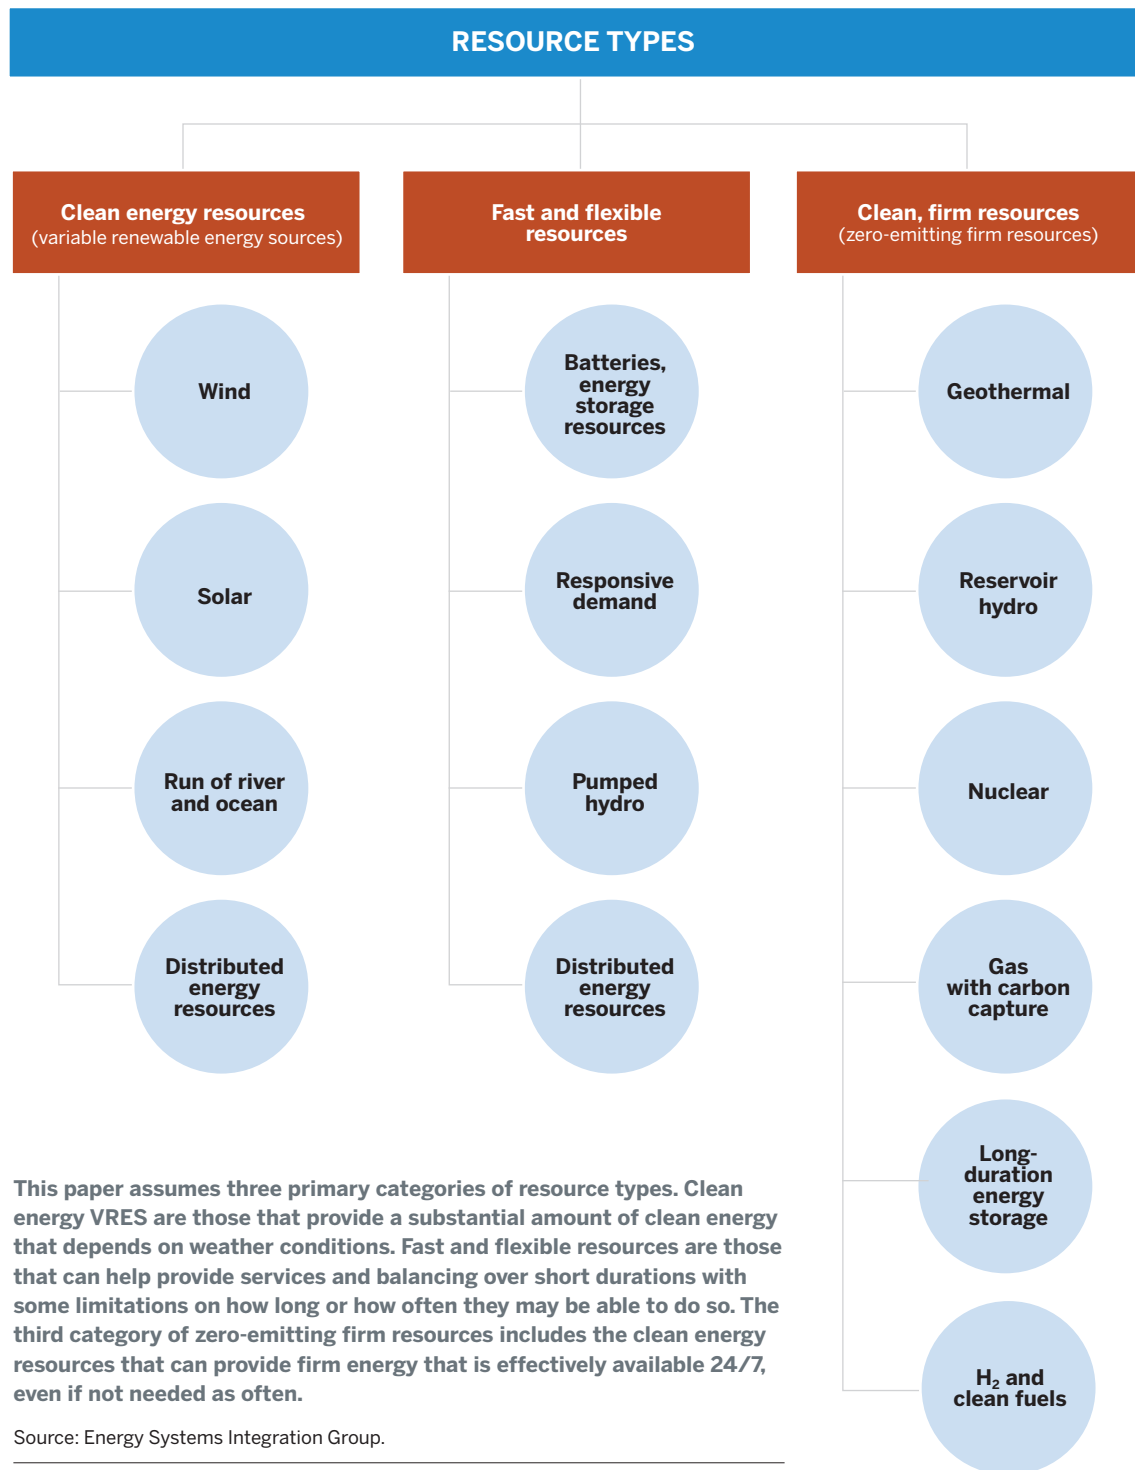 RESOURCE TYPES
Clean energy resources
(variable renewable energy sources)
Wind
Solar
Run of river
and ocean
Distributed
energy
resources
Fast and flexible
resources
Batteries,
energy
storage
resources
Responsive
demand
Pumped
hydro
Distributed
energy
resources
Clean, firm resources
(zero-emitting firm resources)
Geothermal
Reservoir
hydro
Nuclear
Gas
with carbon
capture
Long-
duration
energy
storage
H₂ and
clean fuels
This paper assumes three primary categories of resource types. Clean
energy VRES are those that provide a substantial amount of clean energy
that depends on weather conditions. Fast and flexible resources are those
that can help provide services and balancing over short durations with
some limitations on how long or how often they may be able to do so. The
third category of zero-emitting firm resources includes the clean energy
resources that can provide firm energy that is effectively available 24/7,
even if not needed as often.
Source: Energy Systems Integration Group.